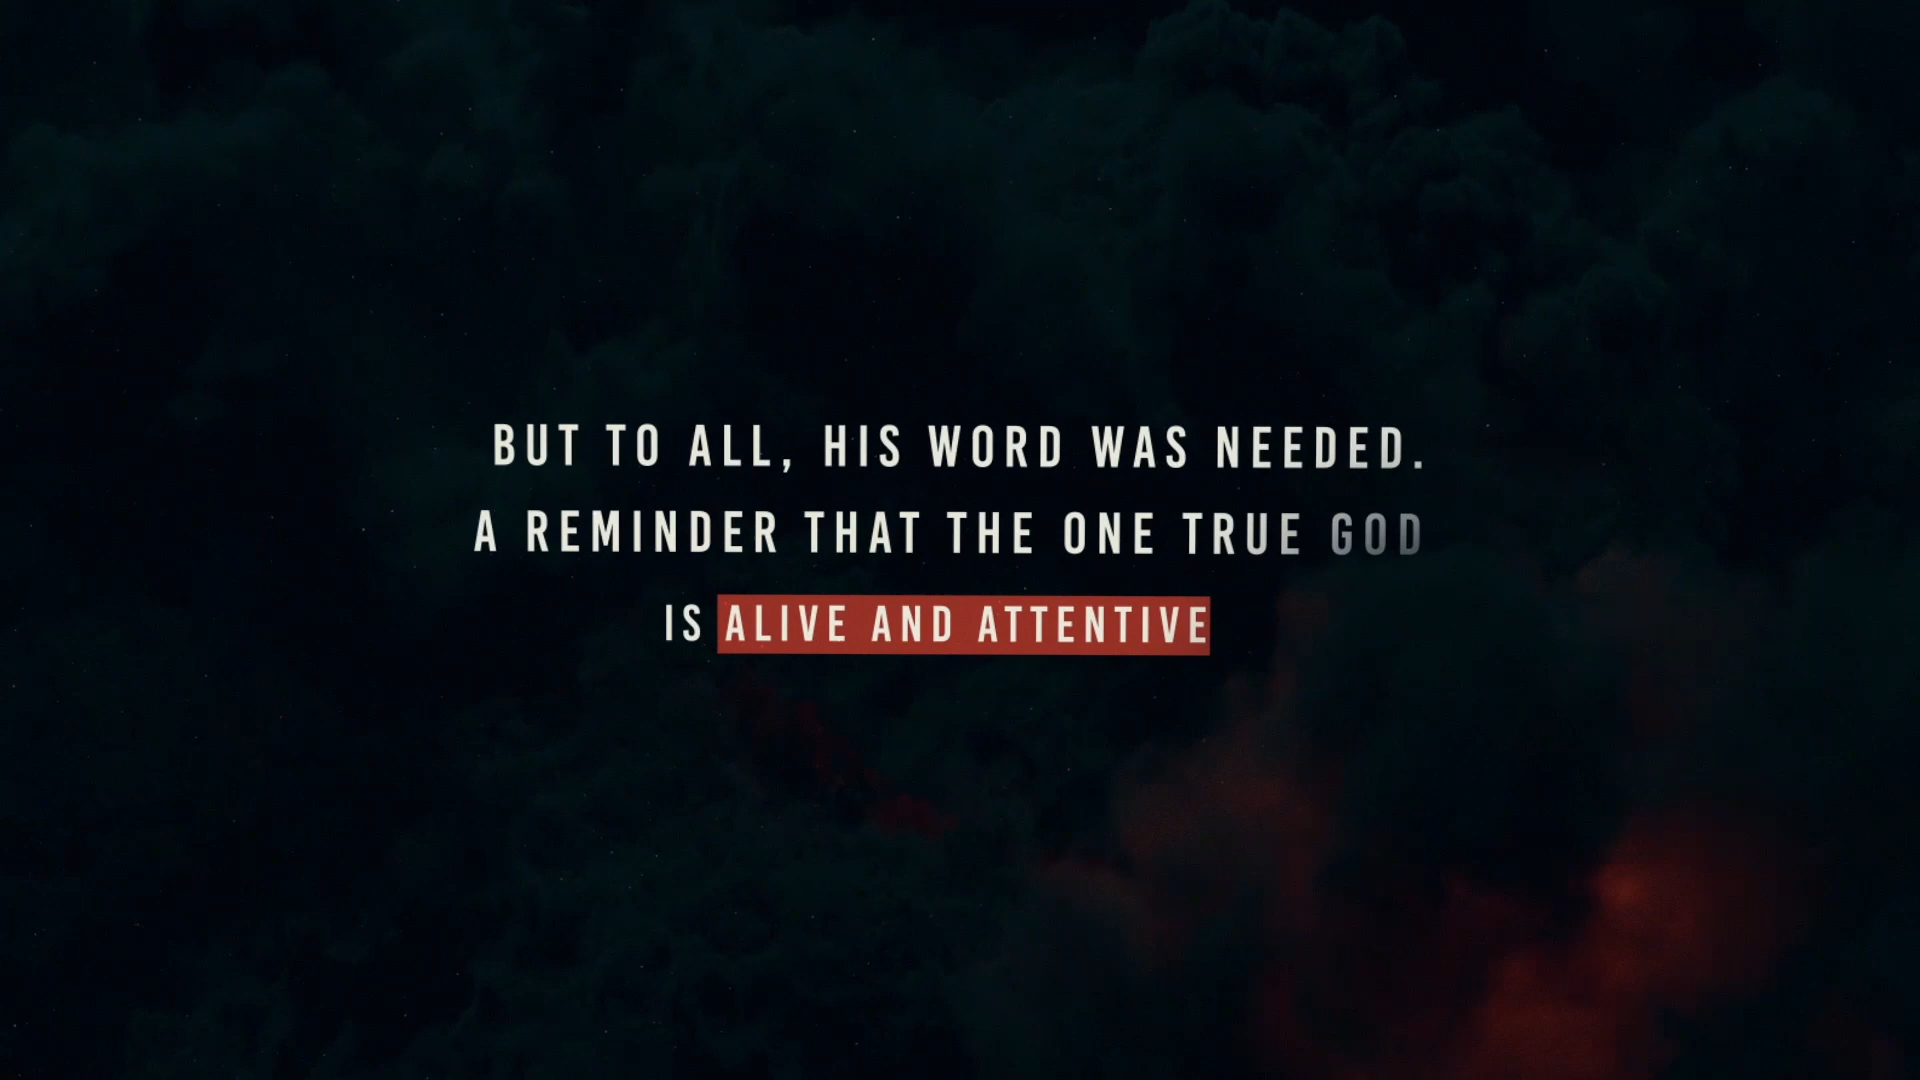 BUT TO ALL, HIS WORD WAS NEEDED.
A REMINDER THAT THE ONE TRUE GOD
IS ALIVE AND ATTENTIVE